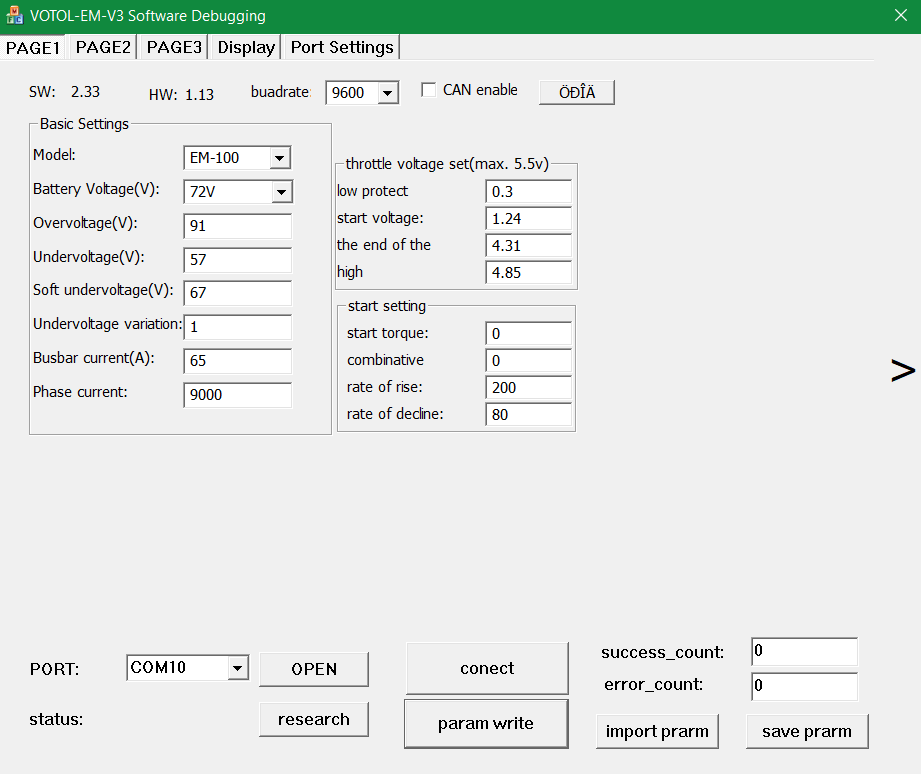 VOTOL-EM-V3 Software Debugging
PAGE1 PAGE2 PAGE3 Display Port Settings
SW: 2.33 HW: 1.13 buadrate: 9600 CAN enable ÖÐÎÄ
Basic Settings
Model: EM-100
Battery Voltage(V): 72V
Overvoltage(V): 91
Undervoltage(V): 57
Soft undervoltage(V): 67
Undervoltage variation: 1
Busbar current(A): 65
Phase current: 9000
throttle voltage set(max. 5.5v)
low protect 0.3
start voltage: 1.24
the end of the 4.31
high 4.85
start setting
start torque: 0
combinative 0
rate of rise: 200
rate of decline: 80
>
PORT: COM10 OPEN conect success_count: 0
error_count: 0
status: research param write import prarm save prarm